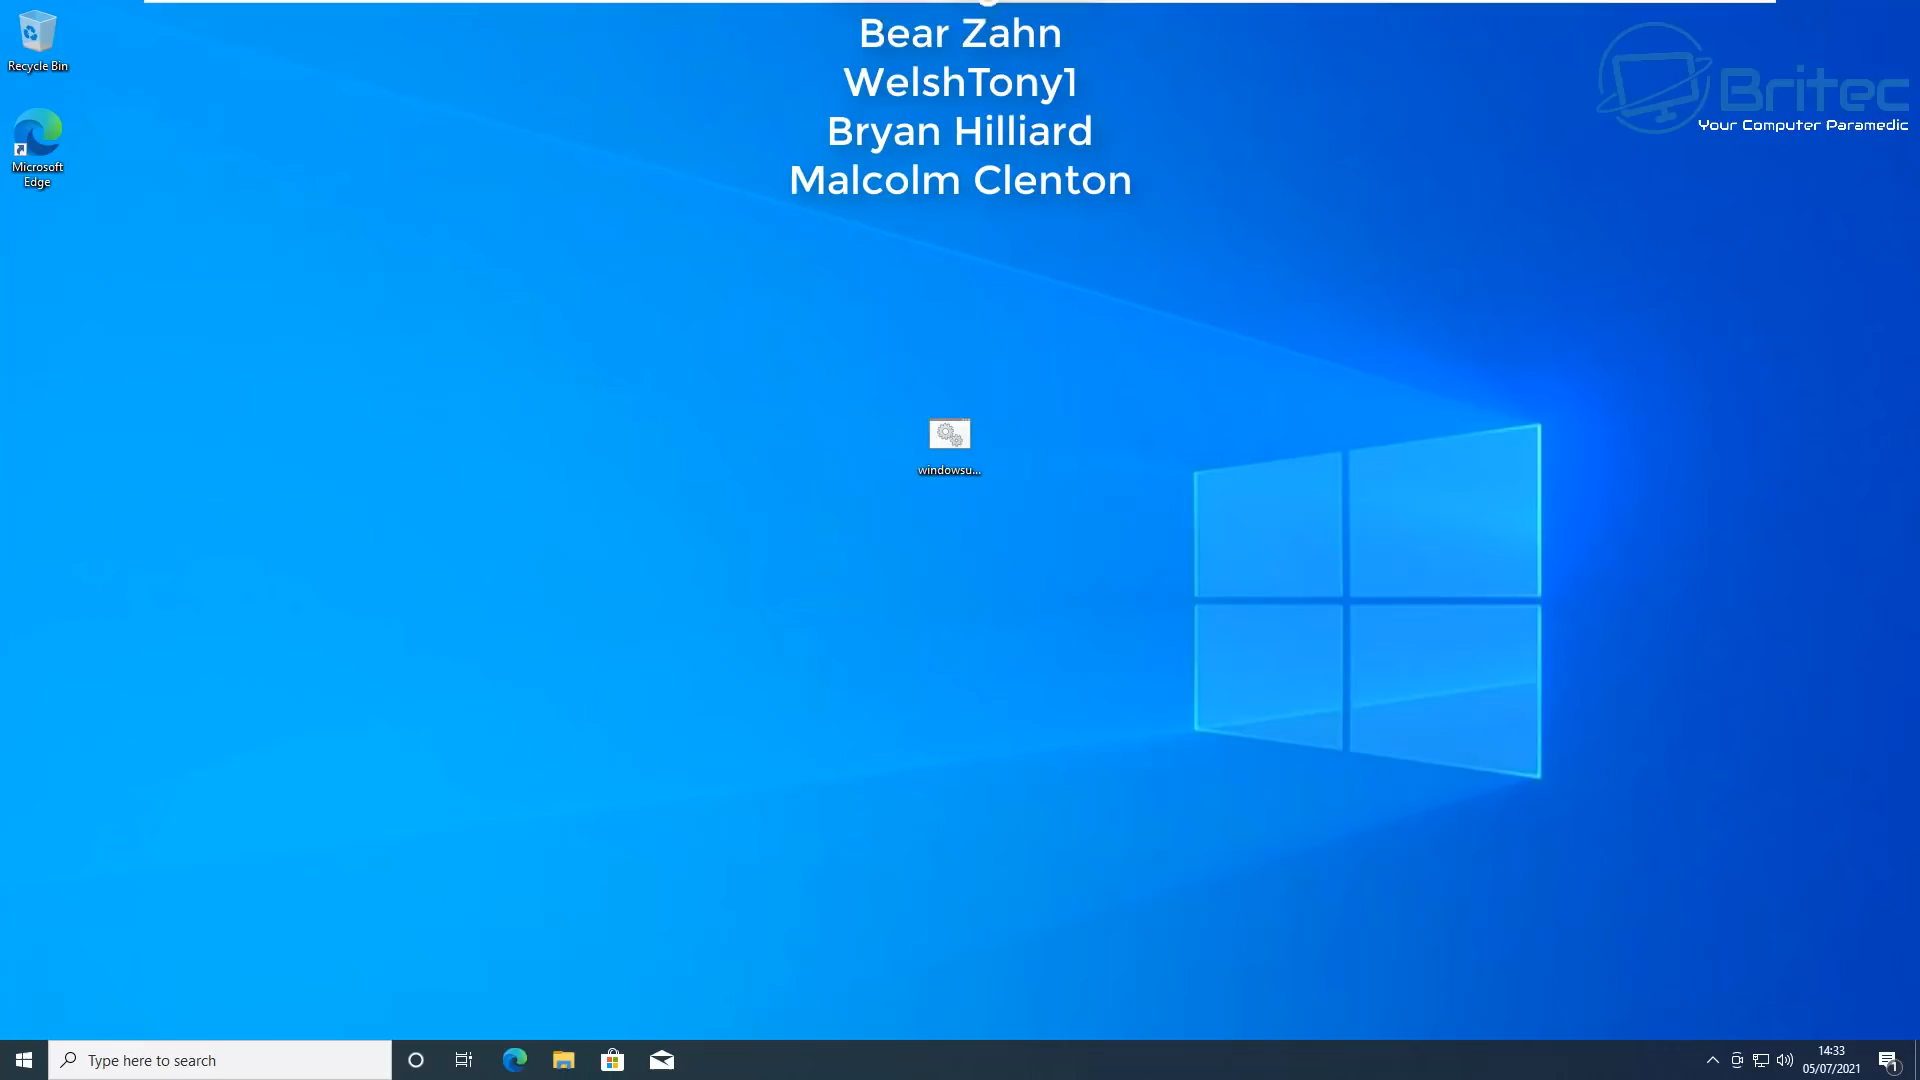 Bear Zahn
WelshTony1
Bryan Hilliard
Malcolm Clenton
Britec
Your Computer Paramedic
Recycle Bin
Microsoft
Edge
windowsu...
Type here to search
14:33
05/07/2021
1